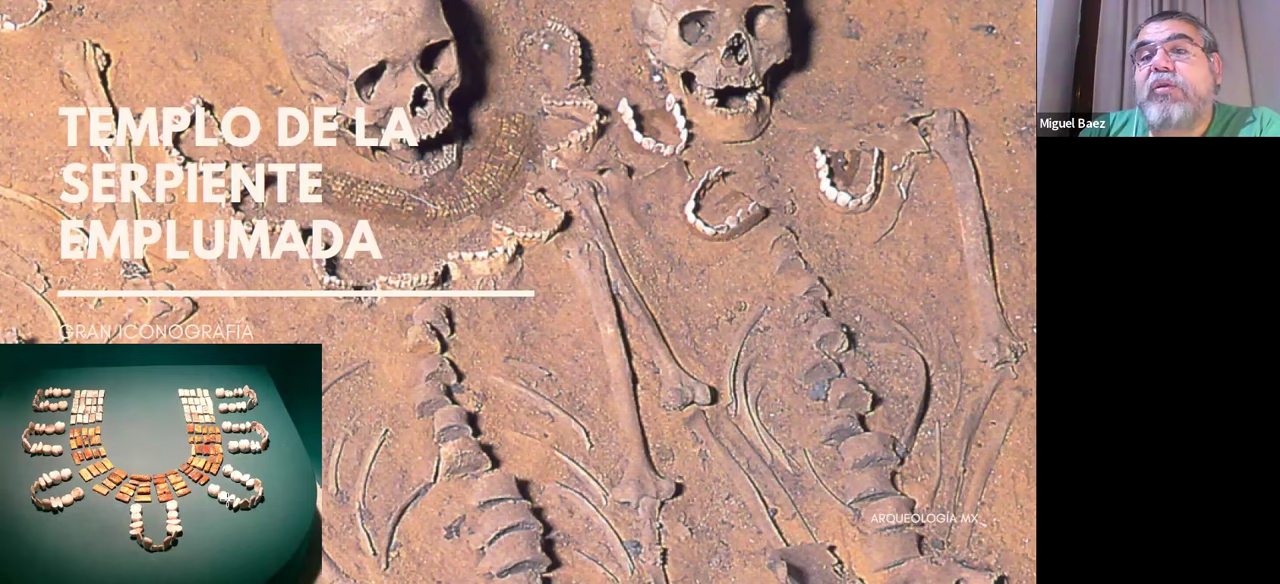 TEMPLO DE LA
SERPIENTE
EMPLUMADA
GRAN ICONOGRAFÍA
ARQUEOLOGÍA MX
Miguel Baez